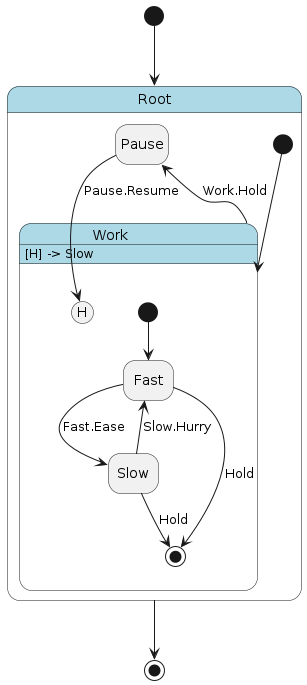 Root
Pause
Pause.Resume
Work.Hold
Work
[H] -> Slow
H
Fast
Fast.Ease
Slow.Hurry
Hold
Slow
Hold